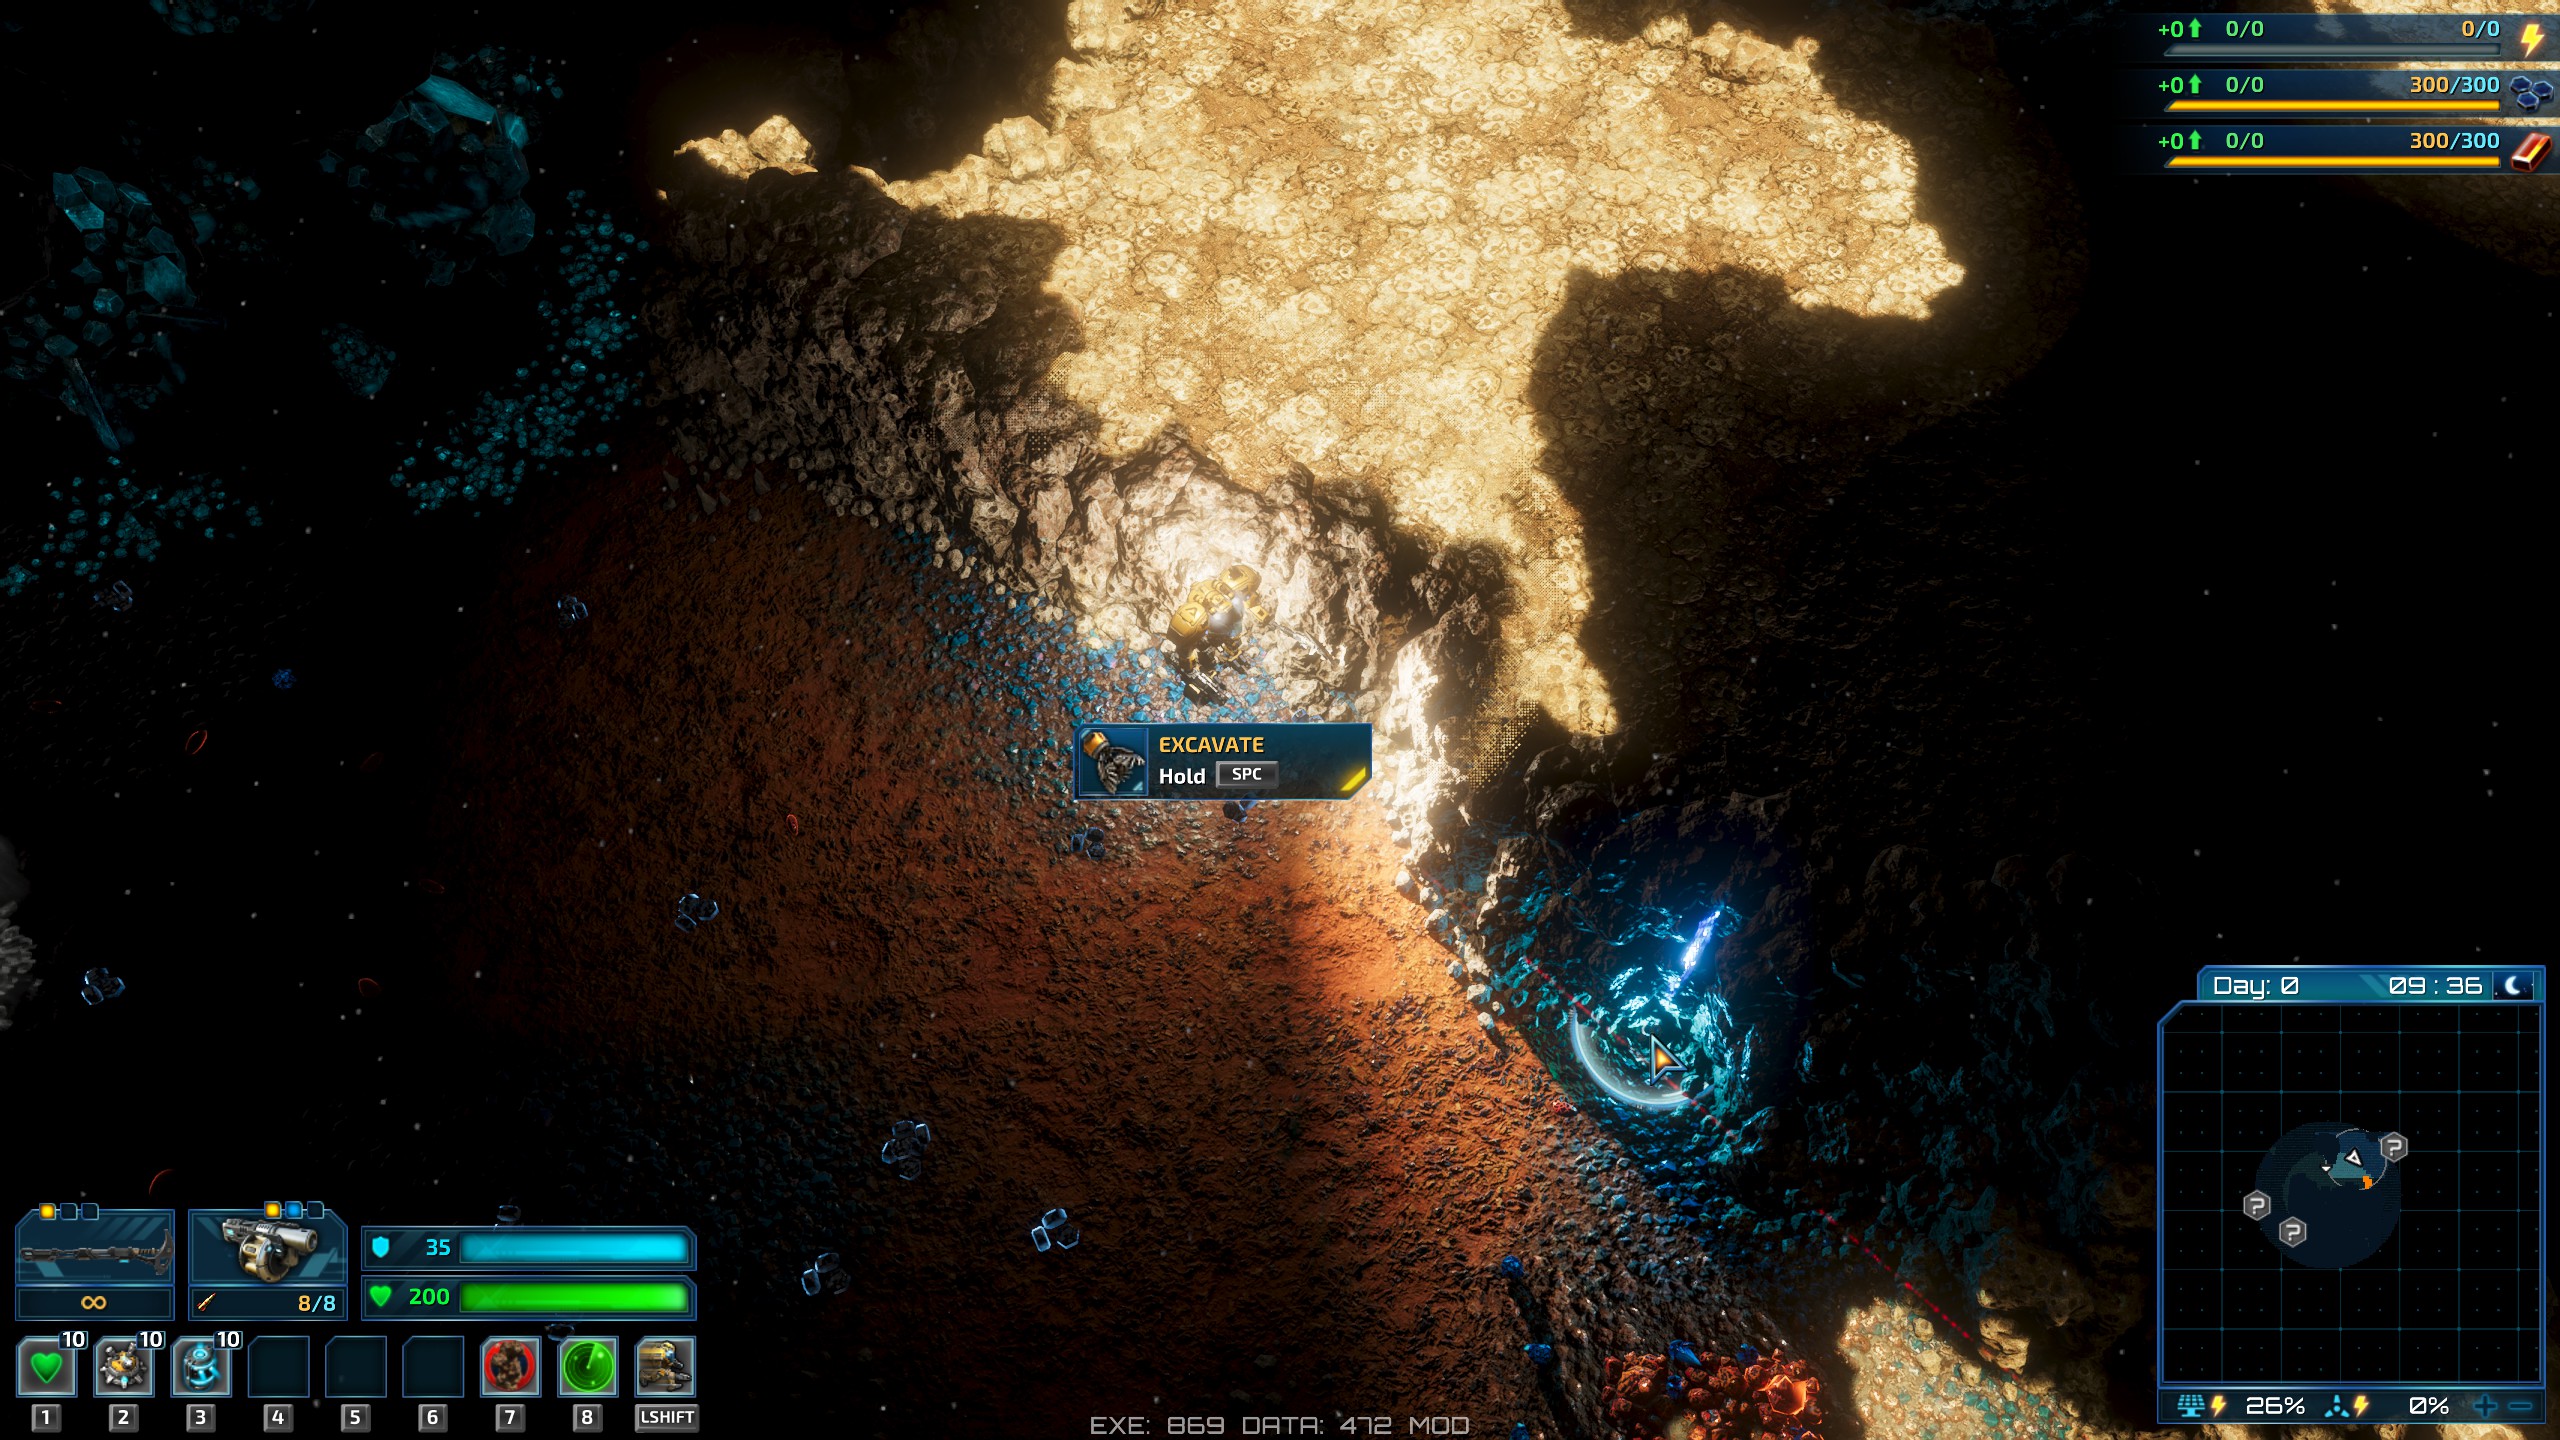 +0 0/0 0/0
+0 0/0 300/300
+0 0/0 300/300
EXCAVATE
Hold SPC
Day: 0 09:36
?
?
?
35
∞ 8/8 200
10 10 10
1 2 3 4 5 6 7 8 LSHIFT
26% 0%
EXE: 869 DATA: 472 MOD